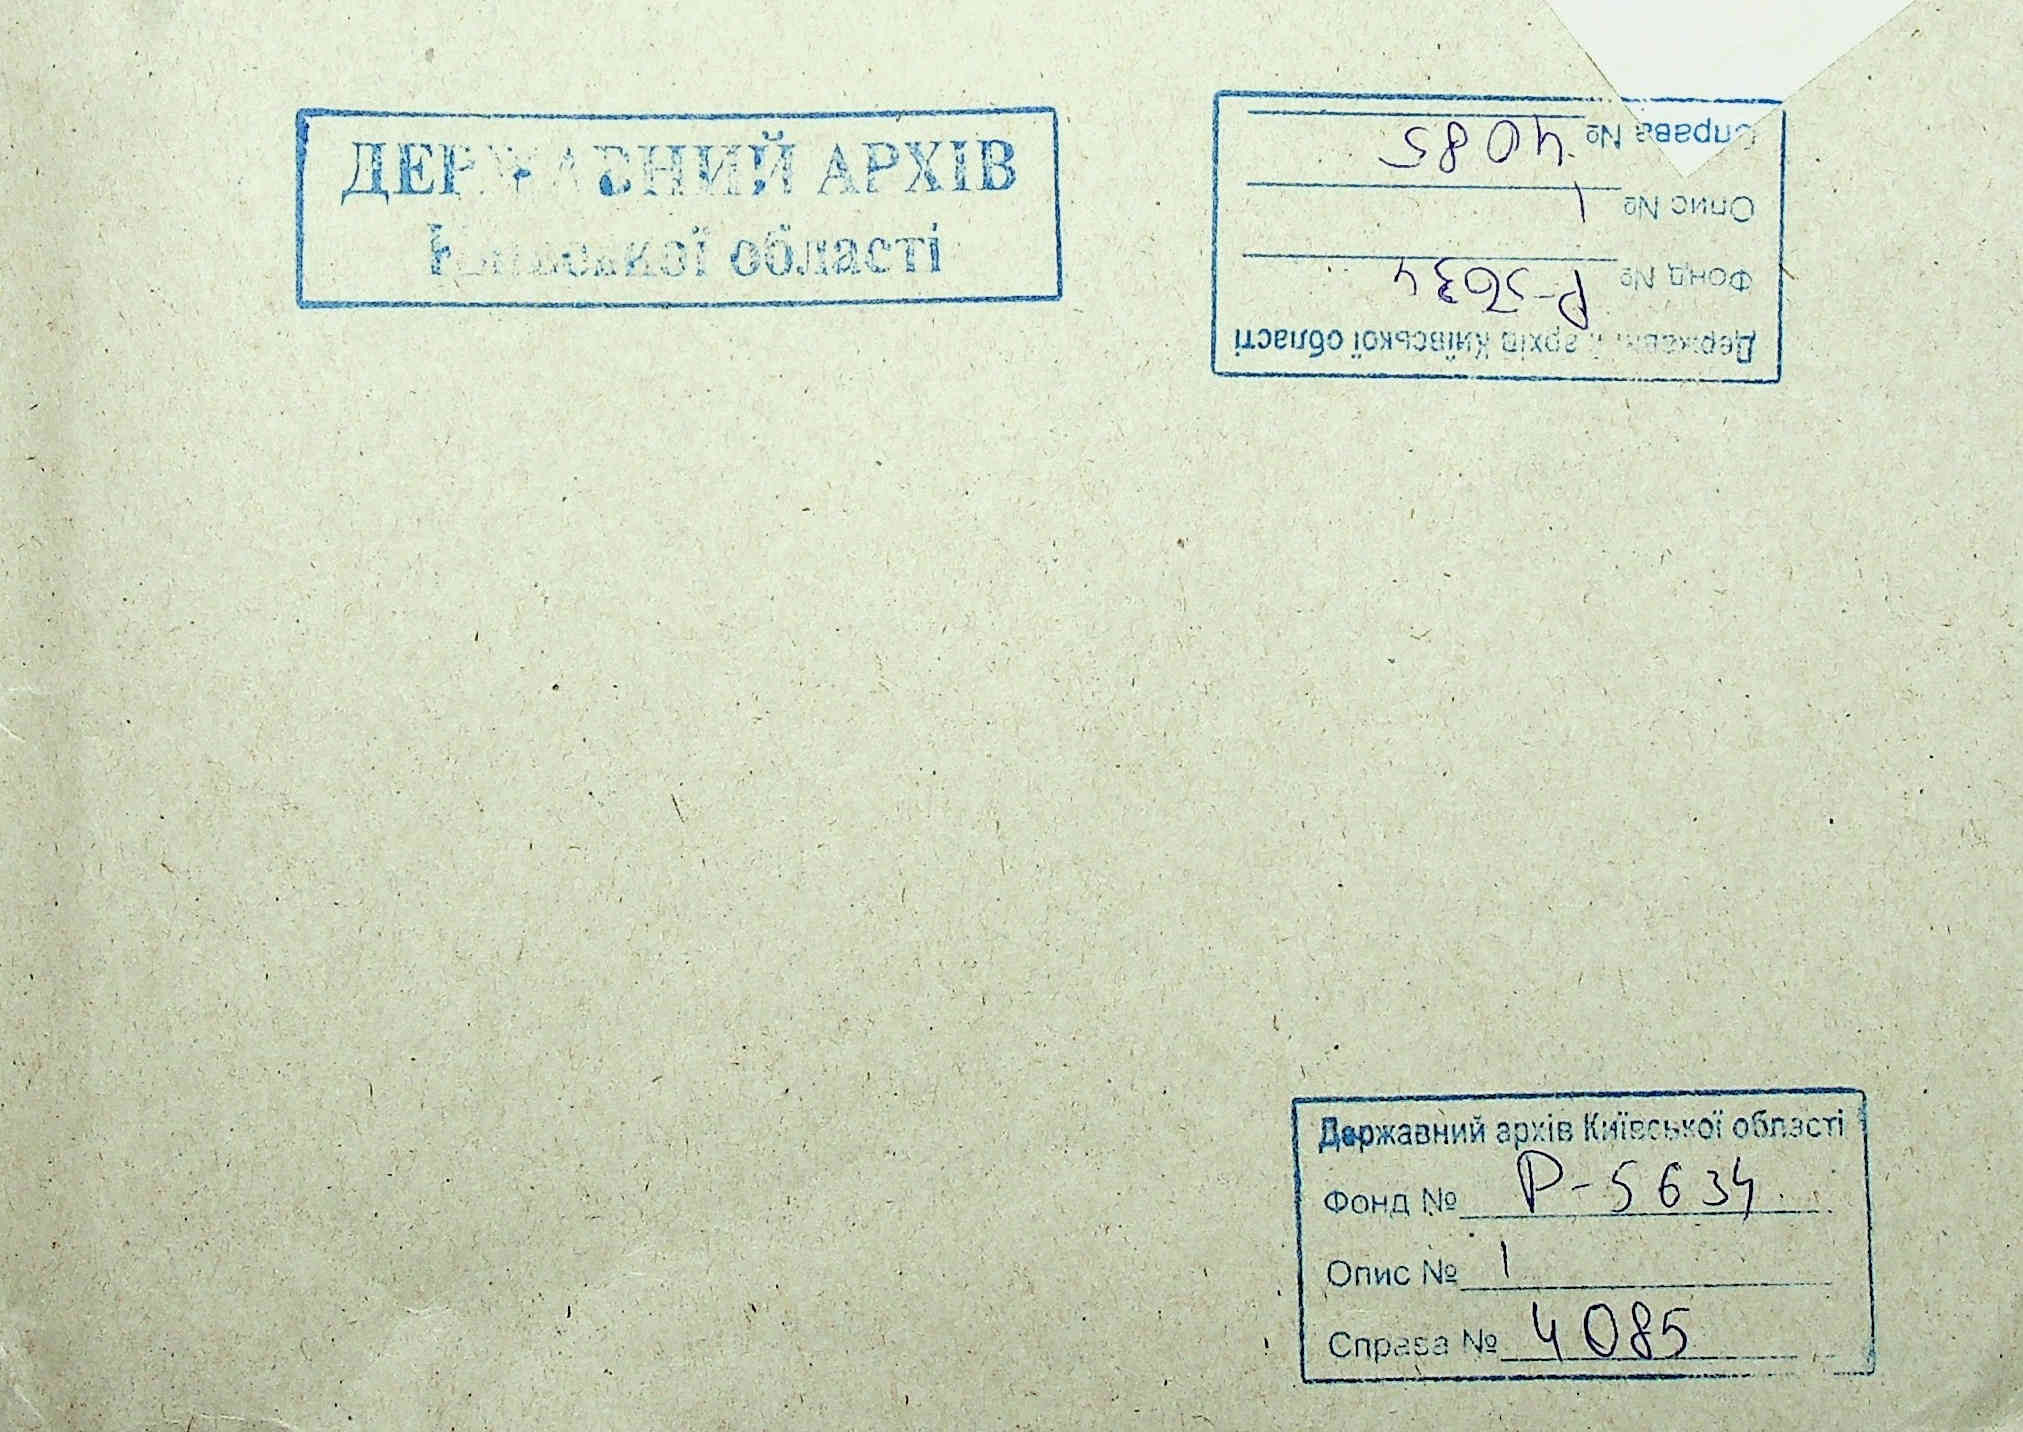 ДЕРЖАВНИЙ АРХІВ
Київської області
Державний архів Київської області
Фонд № Р-5634
Опис № 1
Справа № 4085
Державний архів Київської області
Фонд № Р-5634
Опис № 1
Справа № 4085